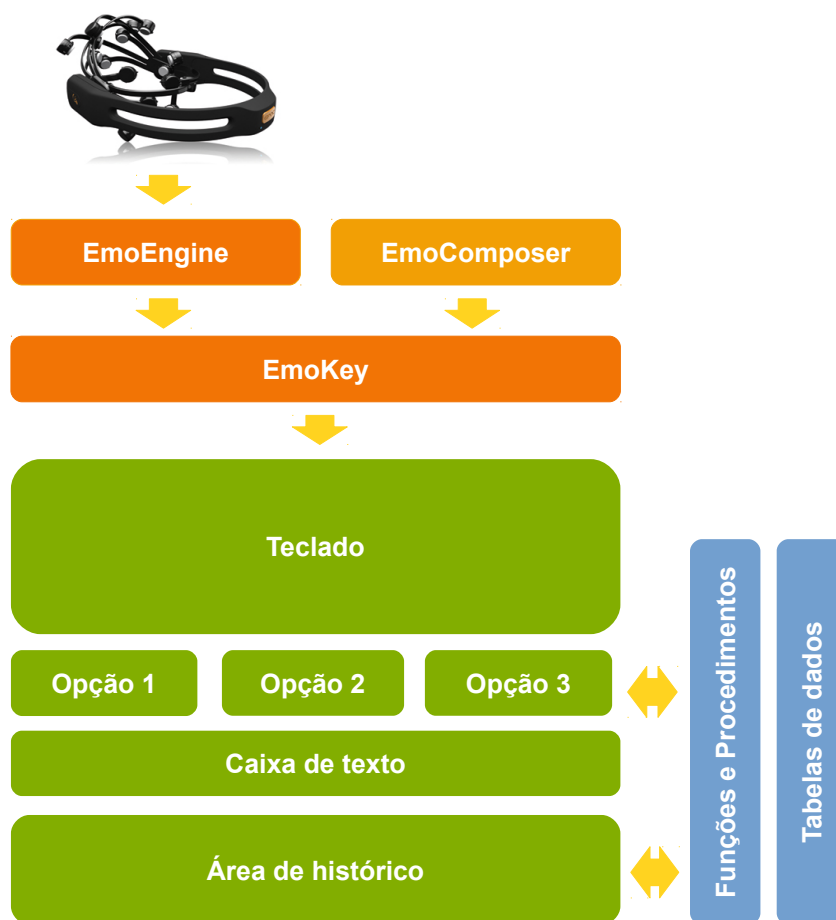 EmoEngine
EmoComposer
EmoKey
Teclado
Opção 1
Opção 2
Opção 3
Caixa de texto
Área de histórico
Funções e Procedimentos
Tabelas de dados